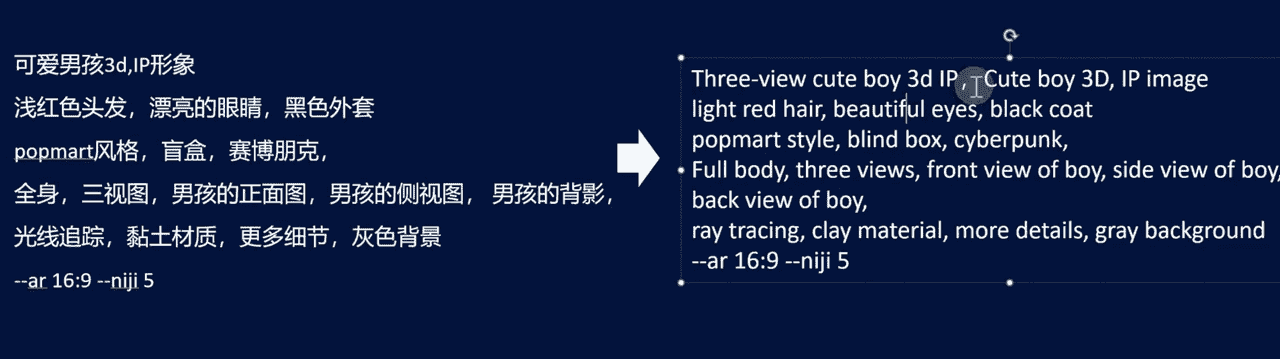 可爱男孩3d,IP形象
浅红色头发，漂亮的眼睛，黑色外套
popmart风格，盲盒，赛博朋克，
全身，三视图，男孩的正面图，男孩的侧视图， 男孩的背影，
光线追踪，黏土材质，更多细节，灰色背景
--ar 16:9 --niji 5
Three-view cute boy 3d IP， Cute boy 3D, IP image
light red hair, beautiful eyes, black coat
popmart style, blind box, cyberpunk,
Full body, three views, front view of boy, side view of boy,
back view of boy,
ray tracing, clay material, more details, gray background
--ar 16:9 --niji 5